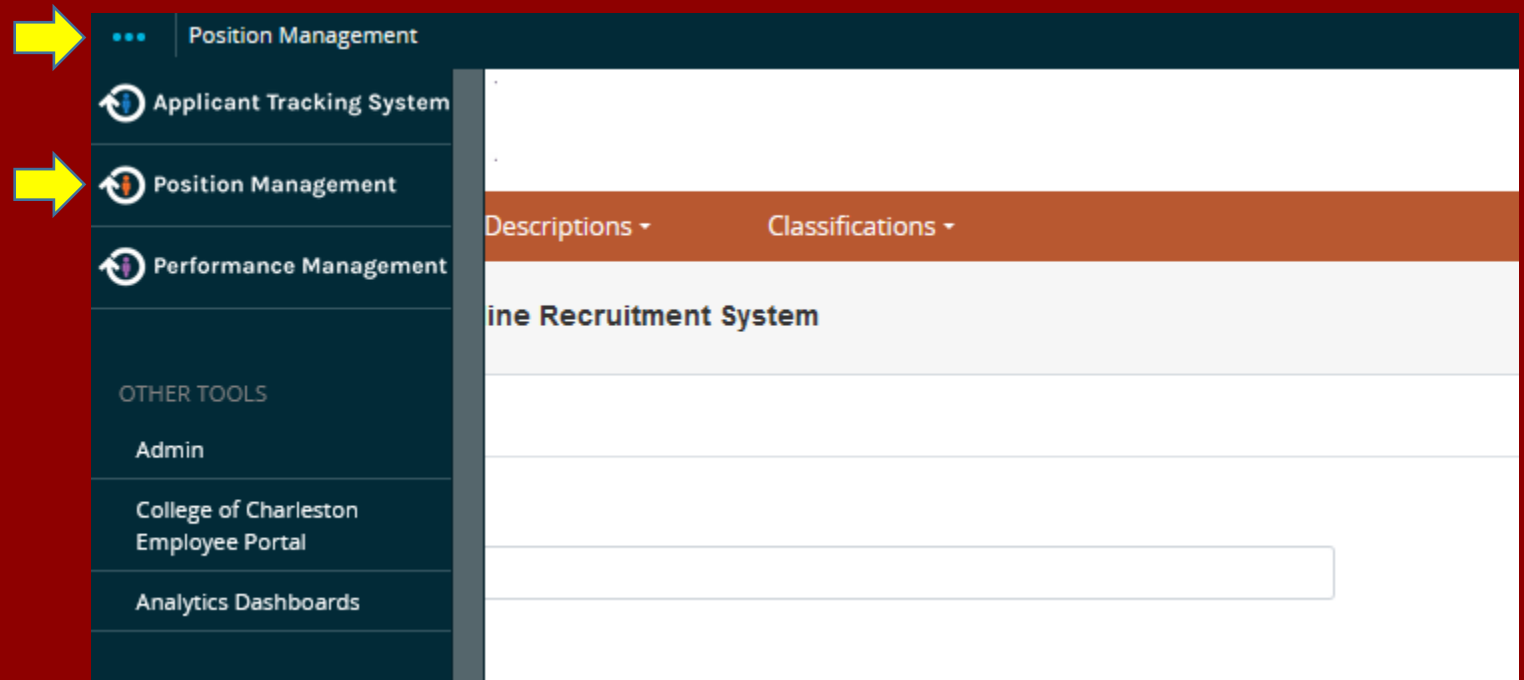 ••• Position Management
Applicant Tracking System
Position Management
Descriptions Classifications
Performance Management
ine Recruitment System
OTHER TOOLS
Admin
College of Charleston
Employee Portal
Analytics Dashboards